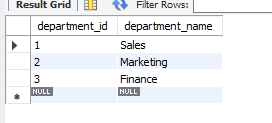 Result Grid Filter Rows:
department_id department_name
1 Sales
2 Marketing
3 Finance
NULL NULL